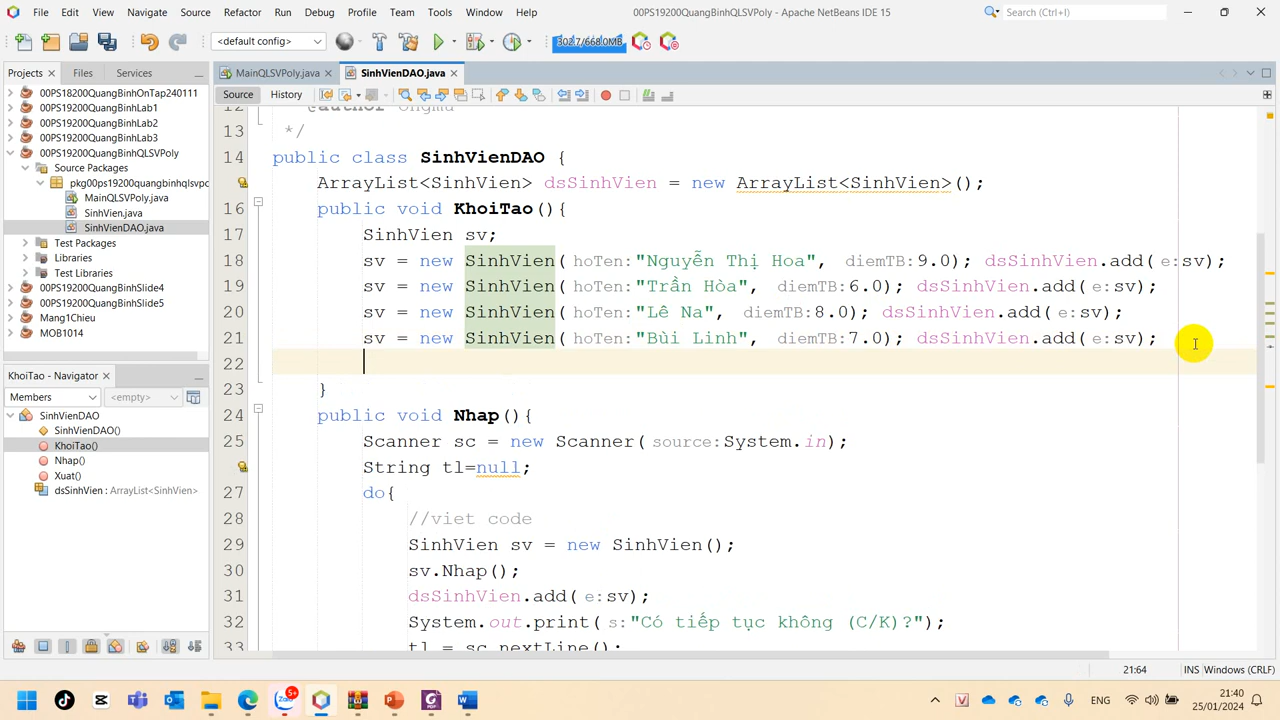 File Edit View Navigate Source Refactor Run Debug Profile Team Tools Window Help
00PS19200QuangBinhQLSVPoly - Apache NetBeans IDE 15
Search (Ctrl+I)
<default config>
302.7/668.0MB
Projects Files Services
MainQLSVPoly.java SinhVienDAO.java
Source History
00PS18200QuangBinhOnTap240111
00PS19200QuangBinhLab1
00PS19200QuangBinhLab2
00PS19200QuangBinhLab3
00PS19200QuangBinhQLSVPoly
Source Packages
pkg00ps19200quangbinhqlsvpo
MainQLSVPoly.java
SinhVien.java
SinhVienDAO.java
Test Packages
Libraries
Test Libraries
00PS19200QuangBinhSlide4
00PS19200QuangBinhSlide5
Mang1Chieu
MOB1014
KhoiTao - Navigator
Members <empty>
SinhVienDAO
SinhVienDAO()
KhoiTao()
Nhap()
Xuat()
dsSinhVien : ArrayList<SinhVien>
12 @author
13 */
14 public class SinhVienDAO {
ArrayList<SinhVien> dsSinhVien = new ArrayList<SinhVien>();
16 public void KhoiTao(){
17 SinhVien sv;
18 sv = new SinhVien(hoTen:"Nguyễn Thị Hoa", diemTB:9.0); dsSinhVien.add(e:sv);
19 sv = new SinhVien(hoTen:"Trần Hòa", diemTB:6.0); dsSinhVien.add(e:sv);
20 sv = new SinhVien(hoTen:"Lê Na", diemTB:8.0); dsSinhVien.add(e:sv);
21 sv = new SinhVien(hoTen:"Bùi Linh", diemTB:7.0); dsSinhVien.add(e:sv);
22
23 }
24 public void Nhap(){
25 Scanner sc = new Scanner(source:System.in);
String tl=null;
27 do{
28 //viet code
29 SinhVien sv = new SinhVien();
30 sv.Nhap();
31 dsSinhVien.add(e:sv);
32 System.out.print(s:"Có tiếp tục không (C/K)?");
33 tl = sc.nextLine();
21:64 INS Windows (CRLF)
Zalo 5+
ENG
21:40
25/01/2024